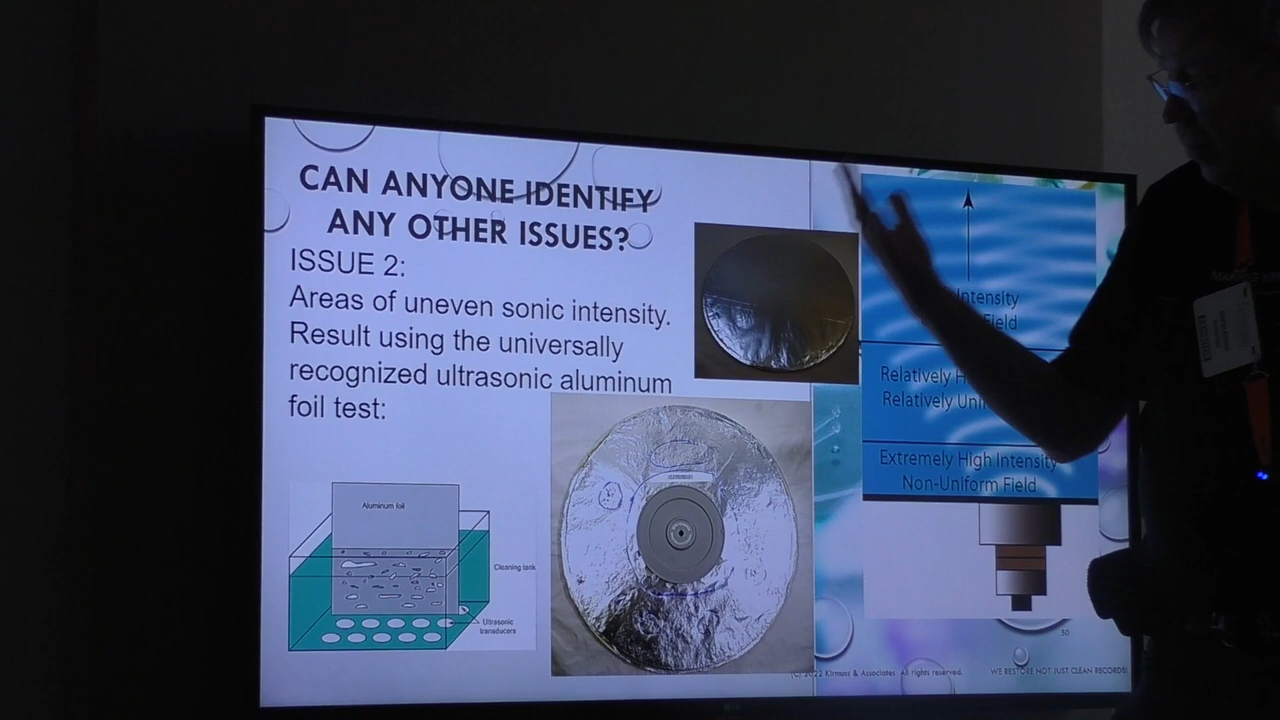 CAN ANYONE IDENTIFY
ANY OTHER ISSUES?
ISSUE 2:
Areas of uneven sonic intensity.
Result using the universally
recognized ultrasonic aluminum
foil test:
Aluminum foil
Cleaning tank
Ultrasonic
transducers
Intensity
Field
Relatively
Relatively
Extremely High Intensity
Non-Uniform Field
30
(C) 2022 Kirmuss & Associates All rights reserved.
WE RESTORE NOT JUST CLEAN RECORDS!
LG